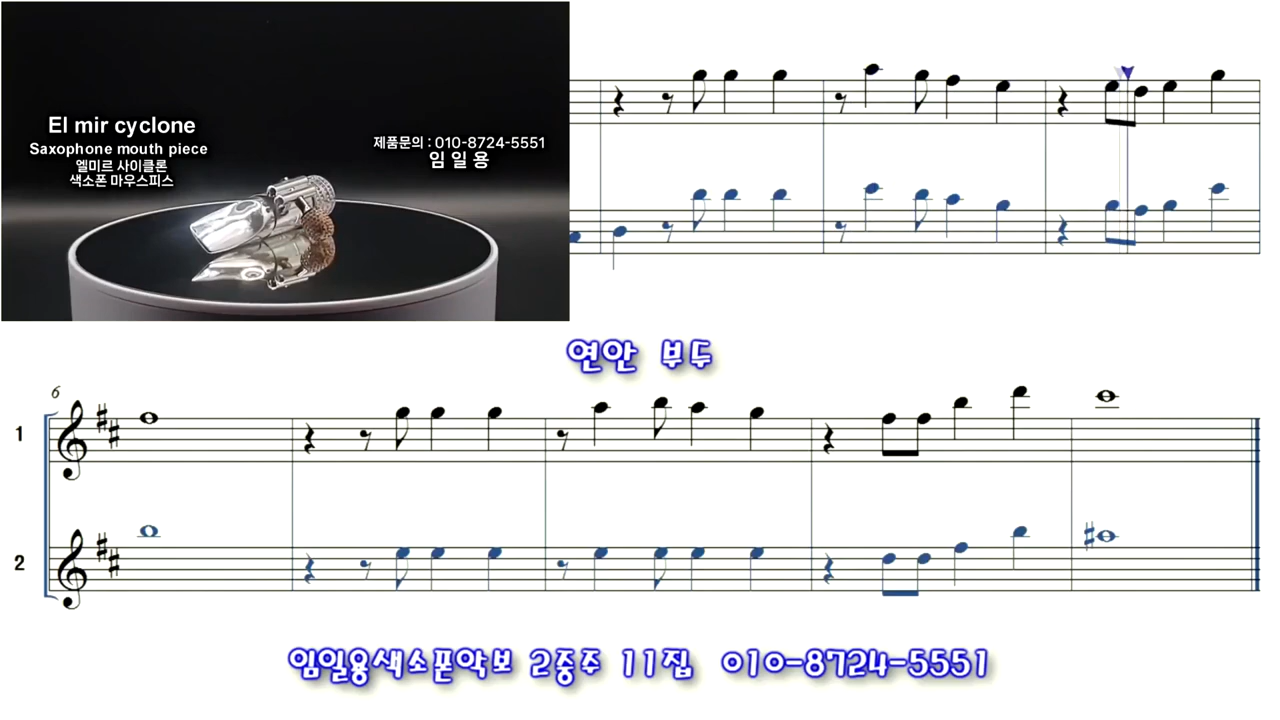 El mir cyclone
Saxophone mouth piece
엘미르 사이클론
색소폰 마우스피스
제품문의 : 010-8724-5551
임 일 용
연안 부두
6
1
2
임일용색소폰악보 2중주 11집 010-8724-5551